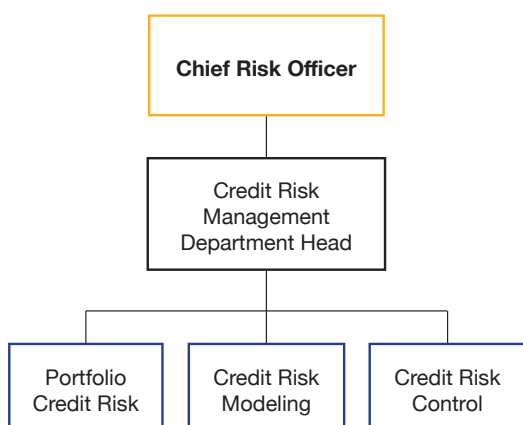 Chief Risk Officer
Credit Risk
Management
Department Head
Portfolio
Credit Risk
Credit Risk
Modeling
Credit Risk
Control